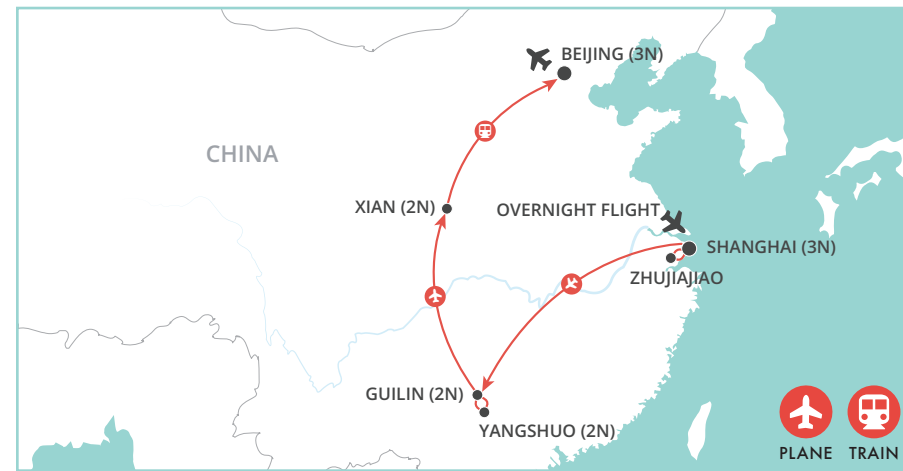 BEIJING (3N)
CHINA
XIAN (2N)
OVERNIGHT FLIGHT
SHANGHAI (3N)
ZHUJIAJIAO
GUILIN (2N)
YANGSHUO (2N)
PLANE
TRAIN